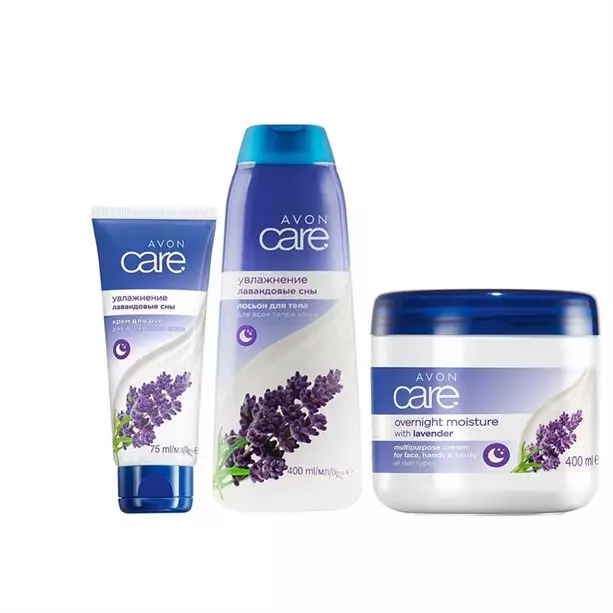 AVON
care
увлажнение
лавандовые сны
крем для рук
75 ml/мл/
AVON
care
увлажнение
лавандовые сны
лосьон для тела
для всех типов кожи
400 ml/мл/
AVON
care
overnight moisture
with lavender
multipurpose cream
for face, hands & body
all skin types
400 ml